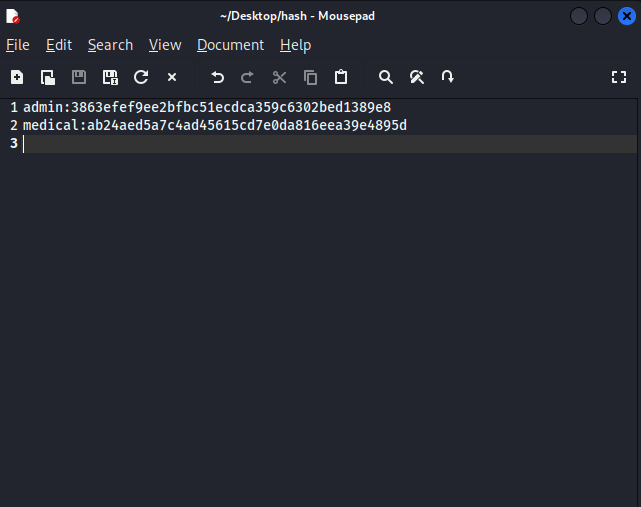 ~/Desktop/hash - Mousepad
File Edit Search View Document Help
1 admin:3863efef9ee2bfbc51ecdca359c6302bed1389e8
2 medical:ab24aed5a7c4ad45615cd7e0da816eea39e4895d
3